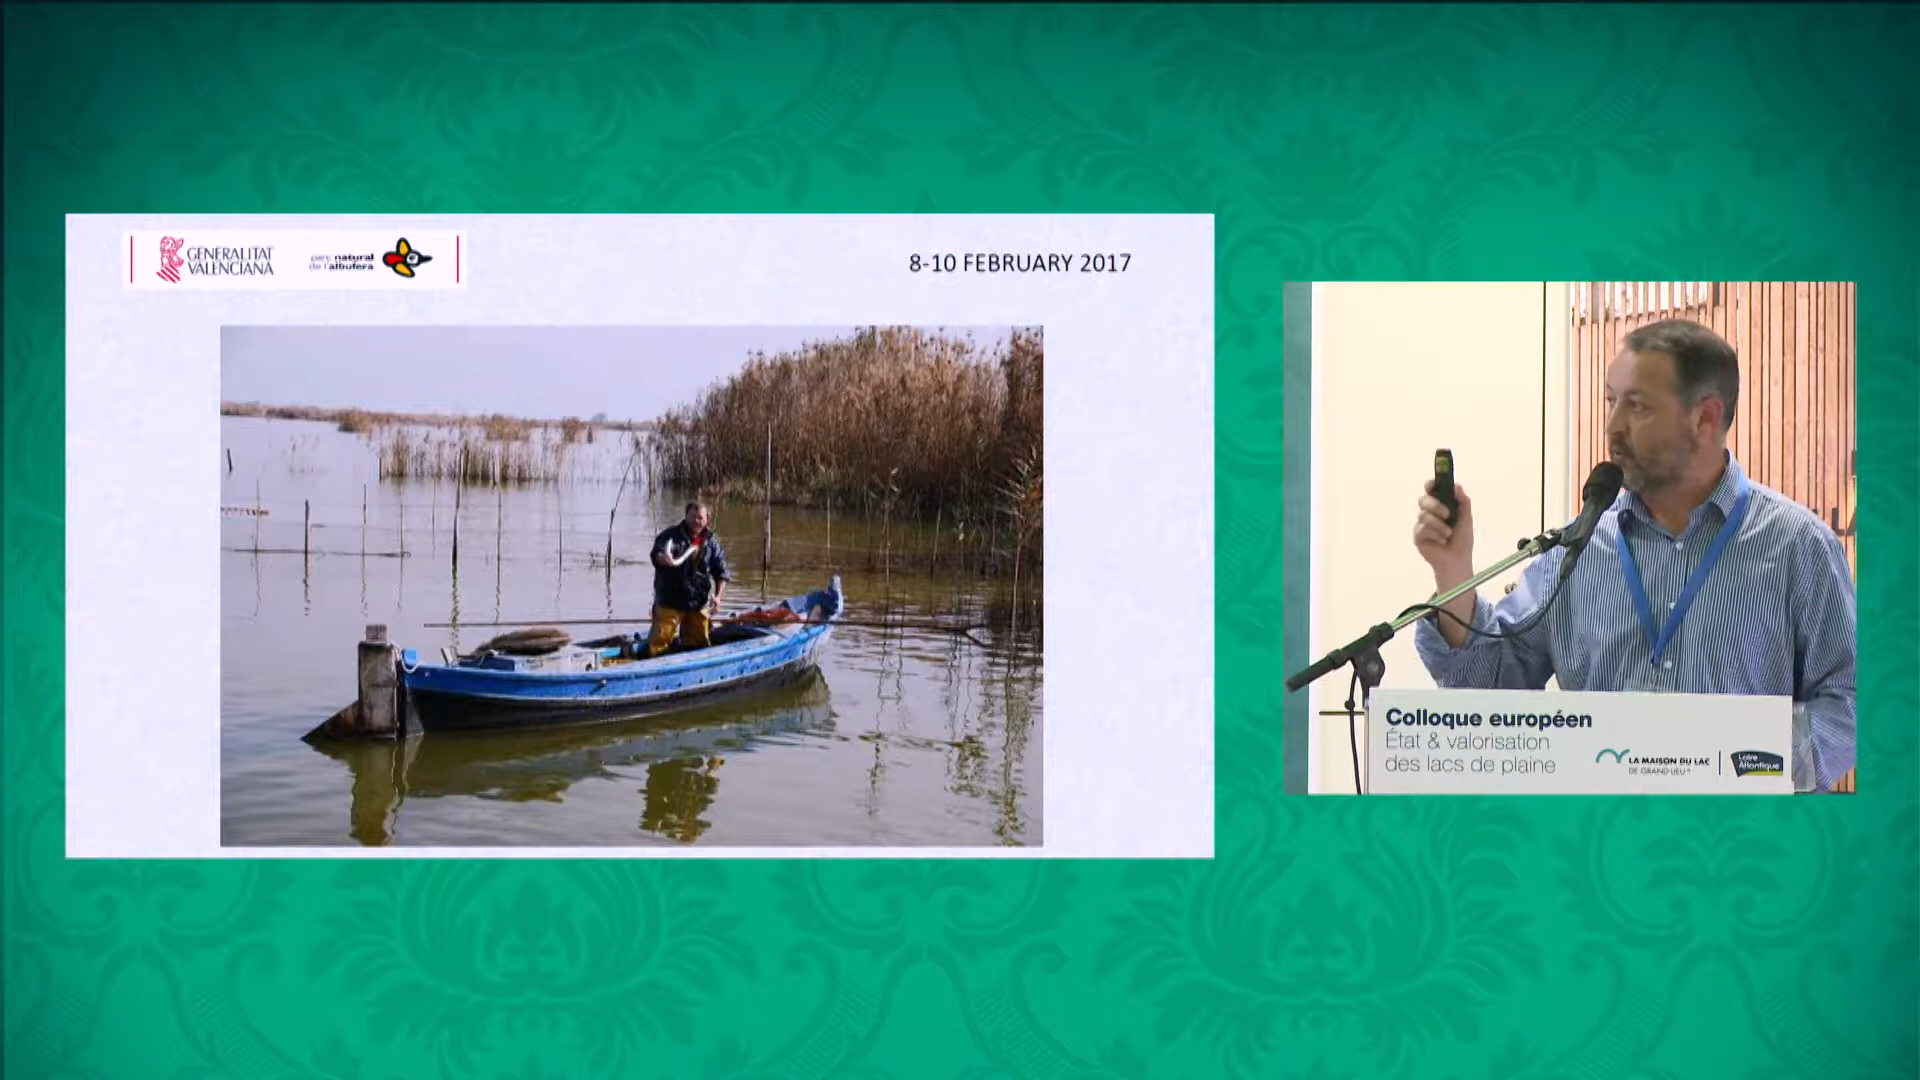 GENERALITAT
VALENCIANA
parc natural
de l'albufera
8-10 FEBRUARY 2017
Colloque européen
État & valorisation
des lacs de plaine
LA MAISON DU LAC
DE GRAND-LIEU
Loire
Atlantique